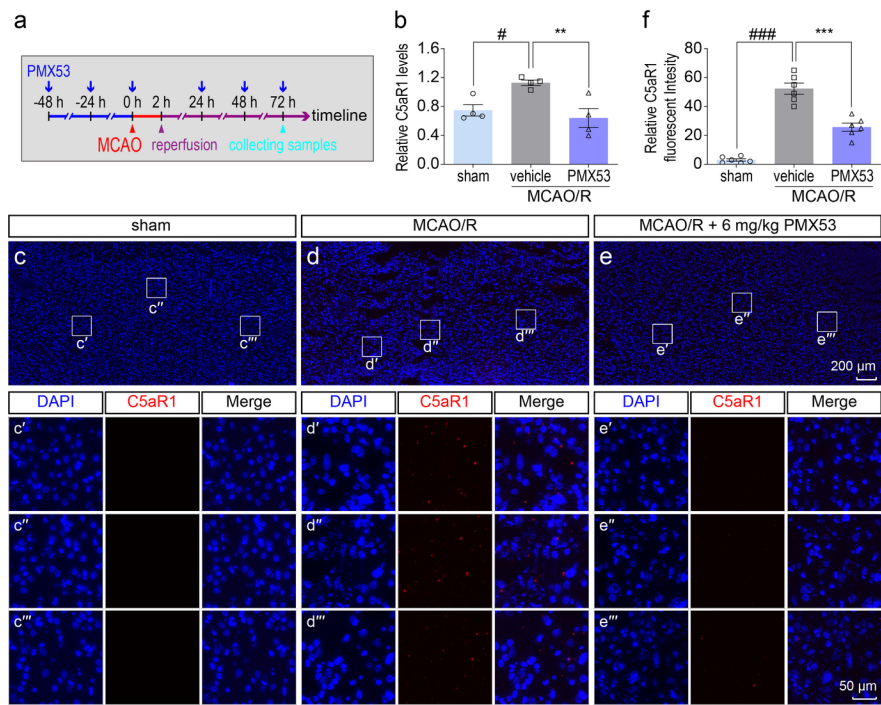 a
PMX53
-48 h -24 h 0 h 2 h 24 h 48 h 72 h
timeline
MCAO reperfusion collecting samples
b
# **
Relative C5aR1 levels
1.6
1.2
0.8
0.4
0.0
sham vehicle PMX53
MCAO/R
f
### ***
Relative C5aR1
fluorescent Intesity
80
60
40
20
0
sham vehicle PMX53
MCAO/R
sham MCAO/R MCAO/R + 6 mg/kg PMX53
c
c′ c″ c‴
d
d′ d″ d‴
e
e′ e″ e‴
200 μm
DAPI C5aR1 Merge DAPI C5aR1 Merge DAPI C5aR1 Merge
c′ d′ e′
c″ d″ e″
c‴ d‴ e‴
50 μm